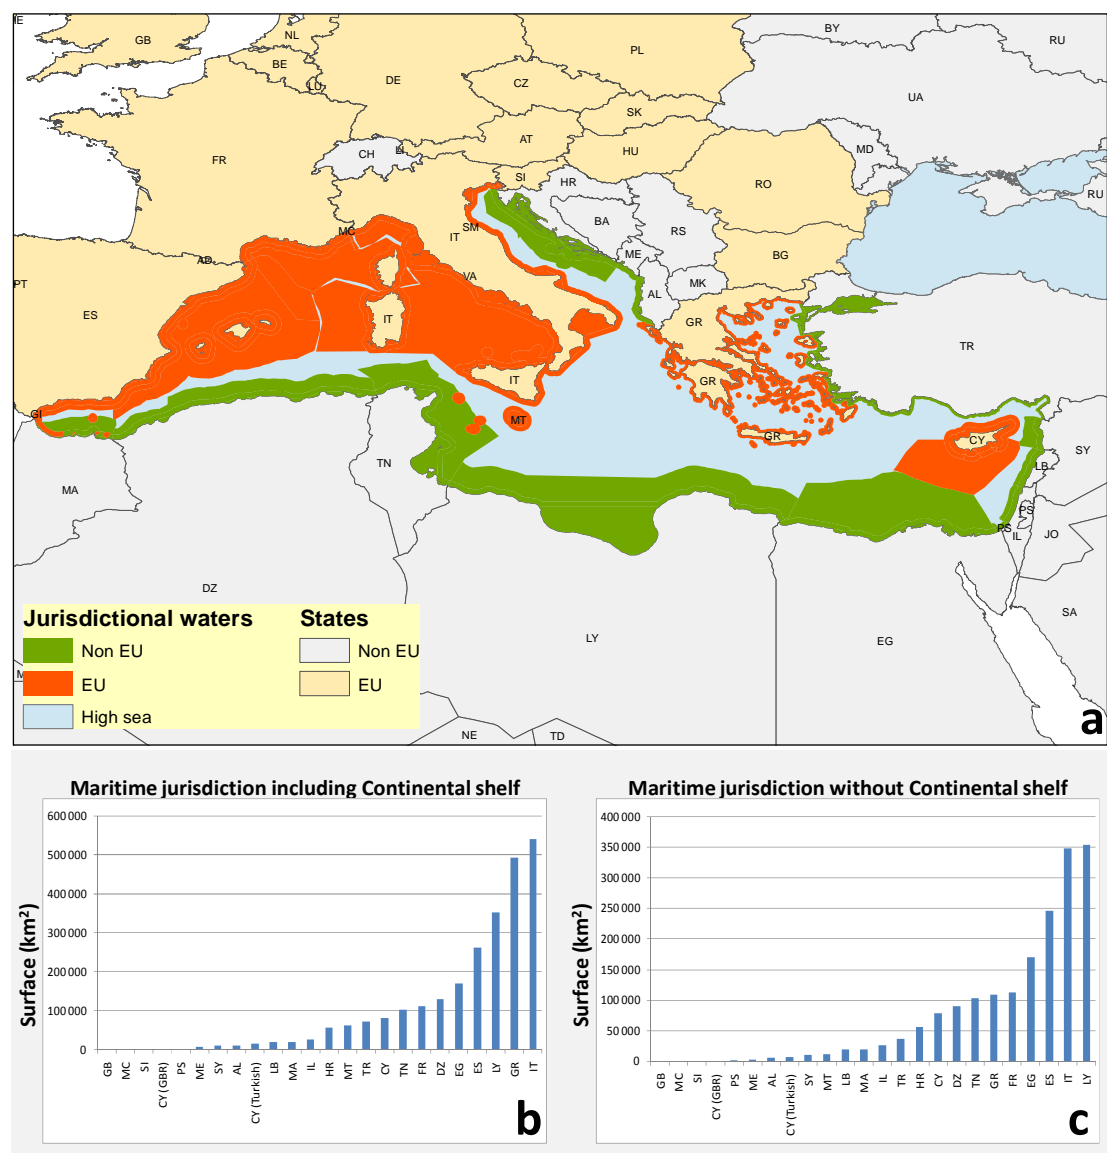 IE
GB
NL
PL
BY
RU
BE
DE
LU
CZ
UA
SK
AT
MD
FR
CH
LI
HU
SI
HR
RO
RU
MC
SM
IT
BA
RS
ME
BG
AD
VA
MK
PT
AL
ES
IT
GR
TR
IT
GR
GI
MT
GR
CY
SY
LB
MA
TN
PS
PS
IL
JO
DZ
LY
EG
SA
Jurisdictional waters
States
Non EU
Non EU
EU
EU
High sea
M
NE
TD
a
Maritime jurisdiction including Continental shelf
Surface (km²)
600 000
500 000
400 000
300 000
200 000
100 000
0
GB MC SI CY (GBR) PS ME SY AL CY (Turkish) LB MA IL HR MT TR CY TN FR DZ EG ES LY GR IT
b
Maritime jurisdiction without Continental shelf
Surface (km²)
400 000
350 000
300 000
250 000
200 000
150 000
100 000
50 000
0
GB MC SI CY (GBR) PS ME AL CY (Turkish) SY MT LB MA IL TR HR CY DZ TN GR FR EG ES IT LY
c